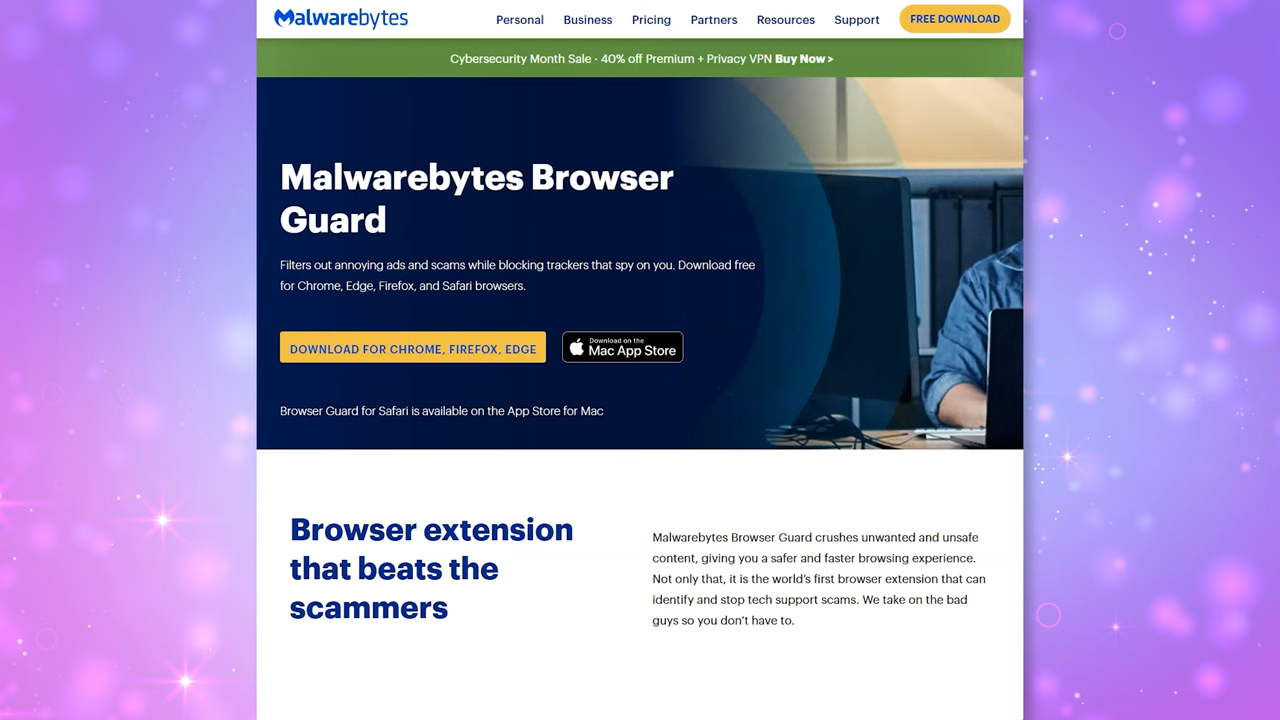 Malwarebytes
Personal Business Pricing Partners Resources Support FREE DOWNLOAD
Cybersecurity Month Sale · 40% off Premium + Privacy VPN Buy Now >
Malwarebytes Browser
Guard
Filters out annoying ads and scams while blocking trackers that spy on you. Download free
for Chrome, Edge, Firefox, and Safari browsers.
DOWNLOAD FOR CHROME, FIREFOX, EDGE
Download on the
Mac App Store
Browser Guard for Safari is available on the App Store for Mac
Browser extension
that beats the
scammers
Malwarebytes Browser Guard crushes unwanted and unsafe
content, giving you a safer and faster browsing experience.
Not only that, it is the world’s first browser extension that can
identify and stop tech support scams. We take on the bad
guys so you don’t have to.